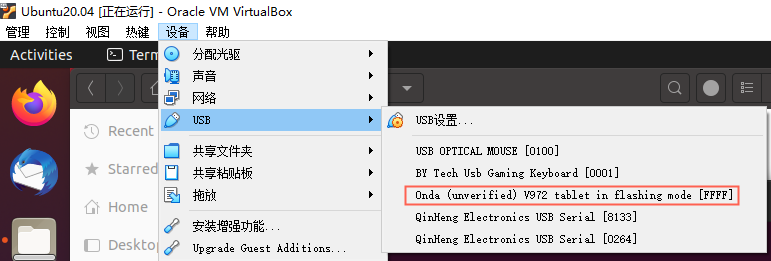 Ubuntu20.04 [正在运行] - Oracle VM VirtualBox
管理 控制 视图 热键 设备 帮助
Activities
Term
分配光驱
声音
网络
USB
共享文件夹
共享粘贴板
拖放
安装增强功能...
Upgrade Guest Additions...
Recent
Starred
Home
Desktop
USB设置...
USB OPTICAL MOUSE [0100]
BY Tech Usb Gaming Keyboard [0001]
Onda (unverified) V972 tablet in flashing mode [FFFF]
QinHeng Electronics USB Serial [8133]
QinHeng Electronics USB Serial [0264]